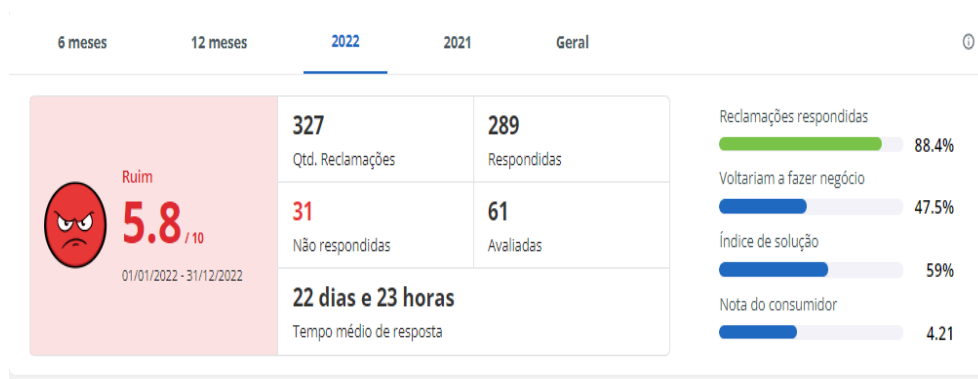 6 meses 12 meses 2022 2021 Geral
Ruim
5.8 / 10
01/01/2022 - 31/12/2022
327
Qtd. Reclamações
289
Respondidas
31
Não respondidas
61
Avaliadas
22 dias e 23 horas
Tempo médio de resposta
Reclamações respondidas
88.4%
Voltariam a fazer negócio
47.5%
Índice de solução
59%
Nota do consumidor
4.21